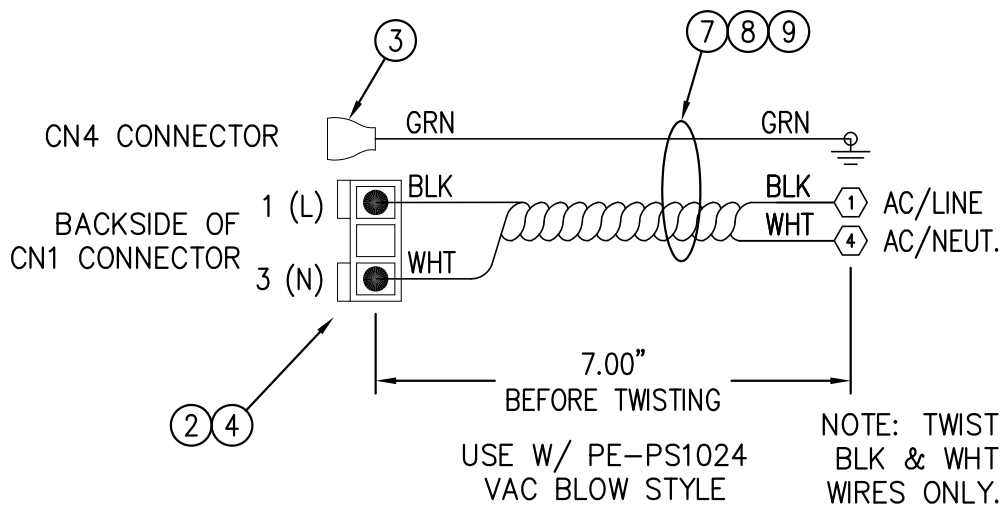 3
7 8 9
CN4 CONNECTOR
GRN GRN
1 (L) BLK BLK 1 AC/LINE
BACKSIDE OF
CN1 CONNECTOR
WHT 4 AC/NEUT.
3 (N) WHT
2 4
7.00”
BEFORE TWISTING
USE W/ PE-PS1024
VAC BLOW STYLE
NOTE: TWIST
BLK & WHT
WIRES ONLY.